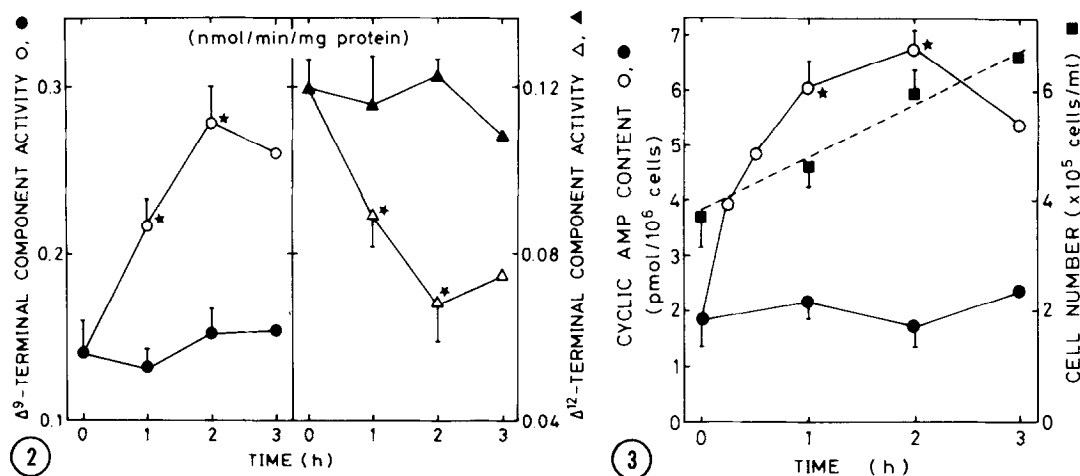 Δ9-TERMINAL COMPONENT ACTIVITY ○, ●
(nmol/min/mg protein)
0.3
0.2
0.1
0 1 2 3
0 1 2 3
TIME (h)
0.12
0.08
0.04
Δ12-TERMINAL COMPONENT ACTIVITY △, ▲
2
CYCLIC AMP CONTENT ○, ●
(pmol/10⁶ cells)
7
6
5
4
3
2
1
0
0 1 2 3
TIME (h)
6
4
2
0
CELL NUMBER (x 10⁵ cells/ml) ■
3